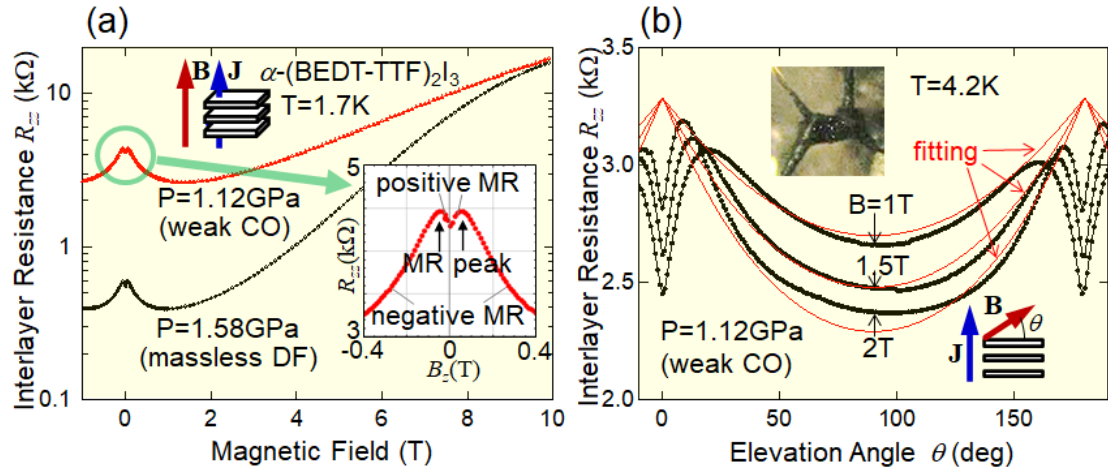 (a)
Interlayer Resistance R_zz (kΩ)
10
1
0.1
B J α-(BEDT-TTF)2I3
T=1.7K
P=1.12GPa
(weak CO)
P=1.58GPa
(massless DF)
5
positive MR
MR peak
negative MR
R_zz(kΩ)
3
-0.4 0 0.4
B_z(T)
0 2 4 6 8 10
Magnetic Field (T)
(b)
Interlayer Resistance R_zz (kΩ)
3.5
3.0
2.5
2.0
T=4.2K
fitting
B=1T
1.5T
2T
P=1.12GPa
(weak CO)
B
θ
J
0 50 100 150
Elevation Angle θ (deg)